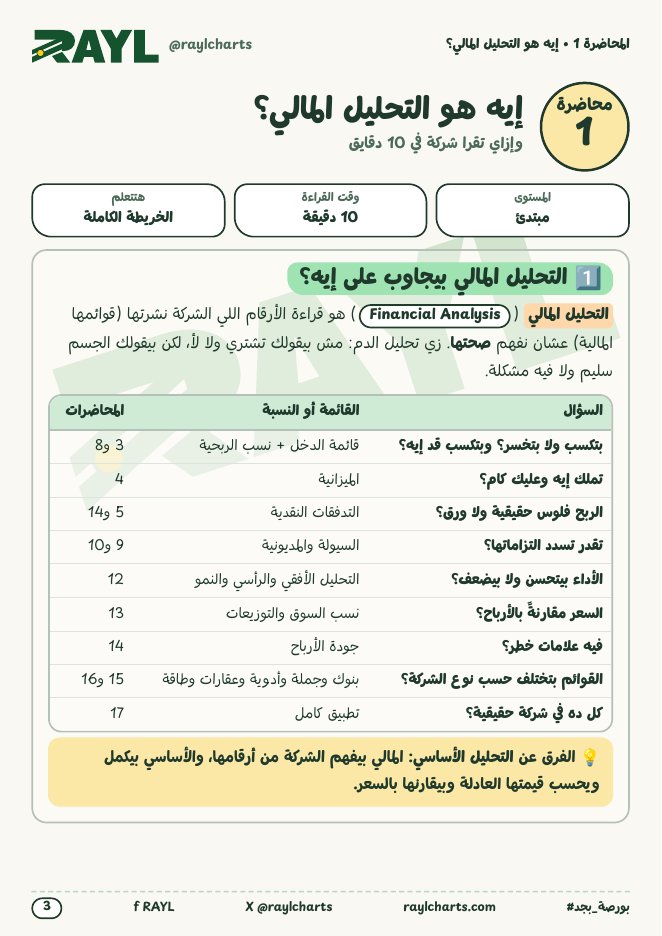 RAYL @raylcharts
المحاضرة 1 • إيه هو التحليل المالي؟
محاضرة
1
إيه هو التحليل المالي؟
وإزاي تقرا شركة في 10 دقايق
المستوى
مبتدئ
وقت القراءة
10 دقيقة
هتتعلم
الخريطة الكاملة
1️⃣ التحليل المالي بيجاوب على إيه؟
التحليل المالي (Financial Analysis) هو قراءة الأرقام اللي الشركة نشرتها (قوائمها
المالية) عشان نفهم صحتها. زي تحليل الدم: مش بيقولك تشتري ولا لأ، لكن بيقولك الجسم
سليم ولا فيه مشكلة.
السؤال القائمة أو النسبة المحاضرات
بتكسب ولا بتخسر؟ وبتكسب قد إيه؟ قائمة الدخل + نسب الربحية 3 و8
تملك إيه وعليك كام؟ الميزانية 4
الربح فلوس حقيقية ولا ورق؟ التدفقات النقدية 5 و14
تقدر تسدد التزاماتها؟ السيولة والمديونية 9 و10
الأداء بيتحسن ولا بيضعف؟ التحليل الأفقي والرأسي والنمو 12
السعر مقارنةً بالأرباح؟ نسب السوق والتوزيعات 13
فيه علامات خطر؟ جودة الأرباح 14
القوائم بتختلف حسب نوع الشركة؟ بنوك وجملة وأدوية وعقارات وطاقة 15 و16
كل ده في شركة حقيقية؟ تطبيق كامل 17
💡 الفرق عن التحليل الأساسي: المالي بيفهم الشركة من أرقامها، والأساسي بيكمل
ويحسب قيمتها العادلة وبيقارنها بالسعر.
#بورصة_بجد raylcharts.com X @raylcharts f RAYL 3